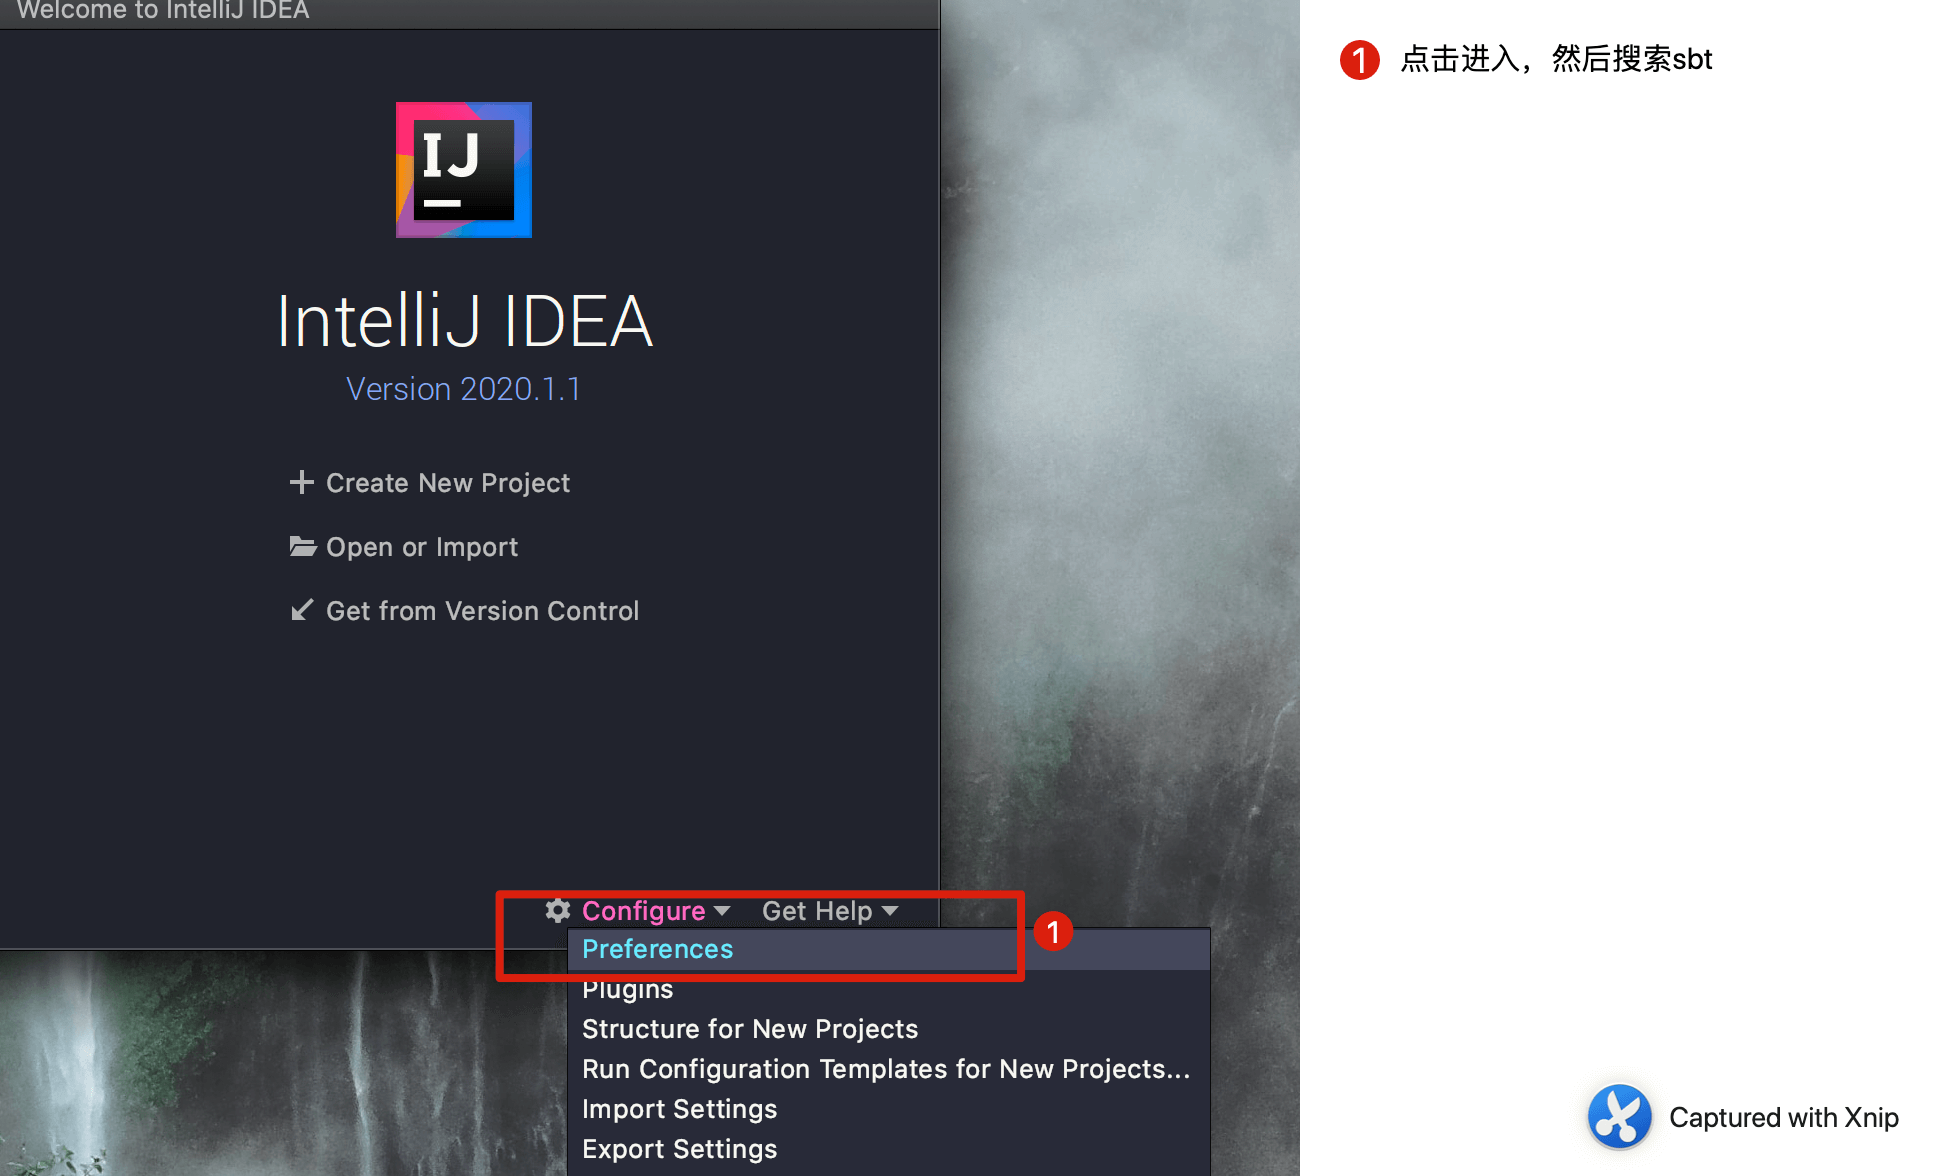 Welcome to IntelliJ IDEA
IJ
IntelliJ IDEA
Version 2020.1.1
Create New Project
Open or Import
Get from Version Control
Configure Get Help
1
Preferences
Plugins
Structure for New Projects
Run Configuration Templates for New Projects...
Import Settings
Export Settings
1 点击进入，然后搜索sbt
Captured with Xnip